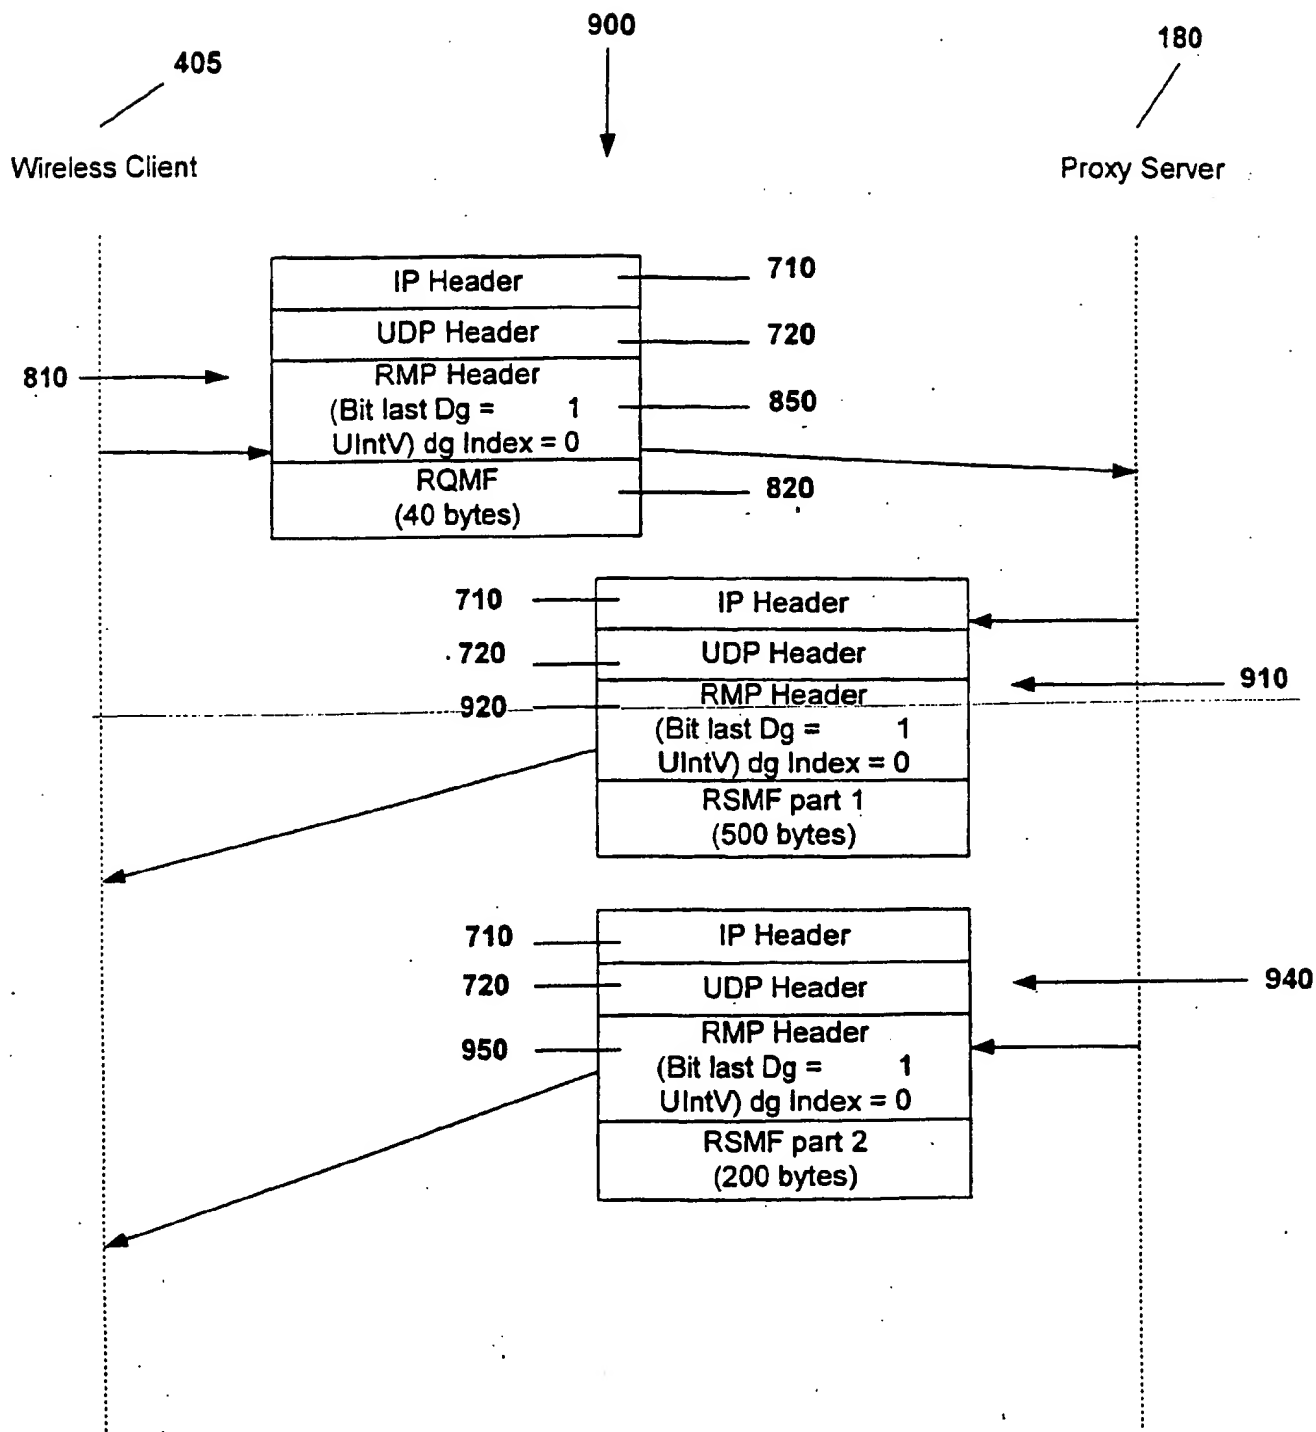 900
405
180
Wireless Client
Proxy Server
IP Header
710
UDP Header
720
810
RMP Header
(Bit last Dg = 1
850
UIntV) dg Index = 0
RQMF
820
(40 bytes)
710
IP Header
720
UDP Header
910
920
RMP Header
(Bit last Dg = 1
UIntV) dg Index = 0
RSMF part 1
(500 bytes)
710
IP Header
720
UDP Header
940
950
RMP Header
(Bit last Dg = 1
UIntV) dg Index = 0
RSMF part 2
(200 bytes)